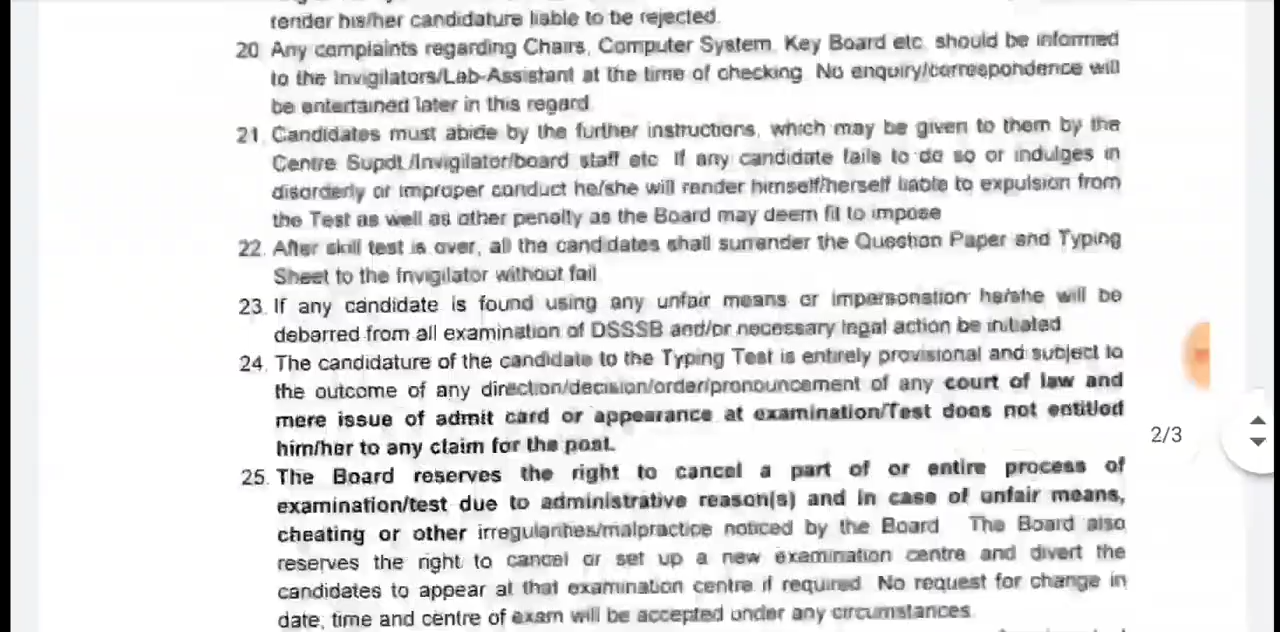 render his/her candidature liable to be rejected.
20. Any complaints regarding Chairs, Computer System, Key Board etc. should be informed
to the Invigilators/Lab-Assistant at the time of checking. No enquiry/correspondence will
be entertained later in this regard.
21. Candidates must abide by the further instructions, which may be given to them by the
Centre Supdt./Invigilator/board staff etc. If any candidate fails to do so or indulges in
disorderly or improper conduct he/she will render himself/herself liable to expulsion from
the Test as well as other penalty as the Board may deem fit to impose
22. After skill test is over, all the candidates shall surrender the Question Paper and Typing
Sheet to the Invigilator without fail.
23. If any candidate is found using any unfair means or impersonation he/she will be
debarred from all examination of DSSSB and/or necessary legal action be initiated
24. The candidature of the candidate to the Typing Test is entirely provisional and subject to
the outcome of any direction/decision/order/pronouncement of any court of law and
mere issue of admit card or appearance at examination/Test does not entitled
him/her to any claim for the post.
2/3
25. The Board reserves the right to cancel a part of or entire process of
examination/test due to administrative reason(s) and in case of unfair means,
cheating or other irregularities/malpractice noticed by the Board. The Board also
reserves the right to cancel or set up a new examination centre and divert the
candidates to appear at that examination centre if required. No request for change in
date, time and centre of exam will be accepted under any circumstances.